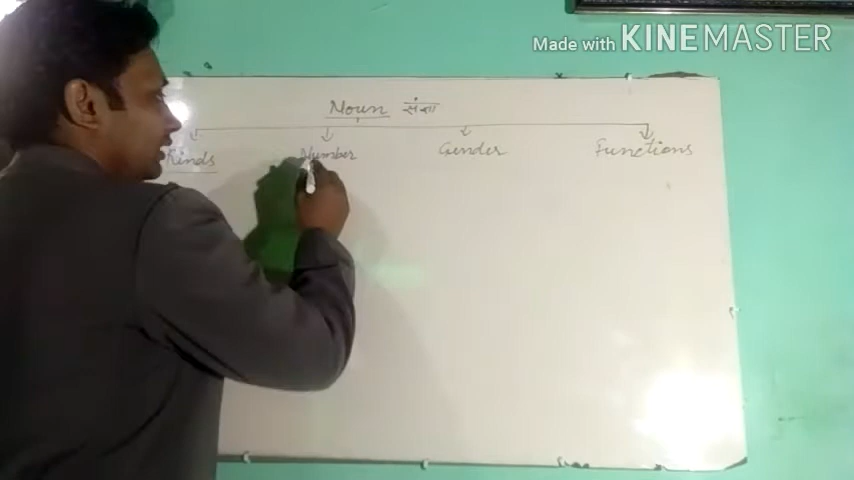 Made with KINEMASTER
Noun संज्ञा
Kinds Number Gender Functions